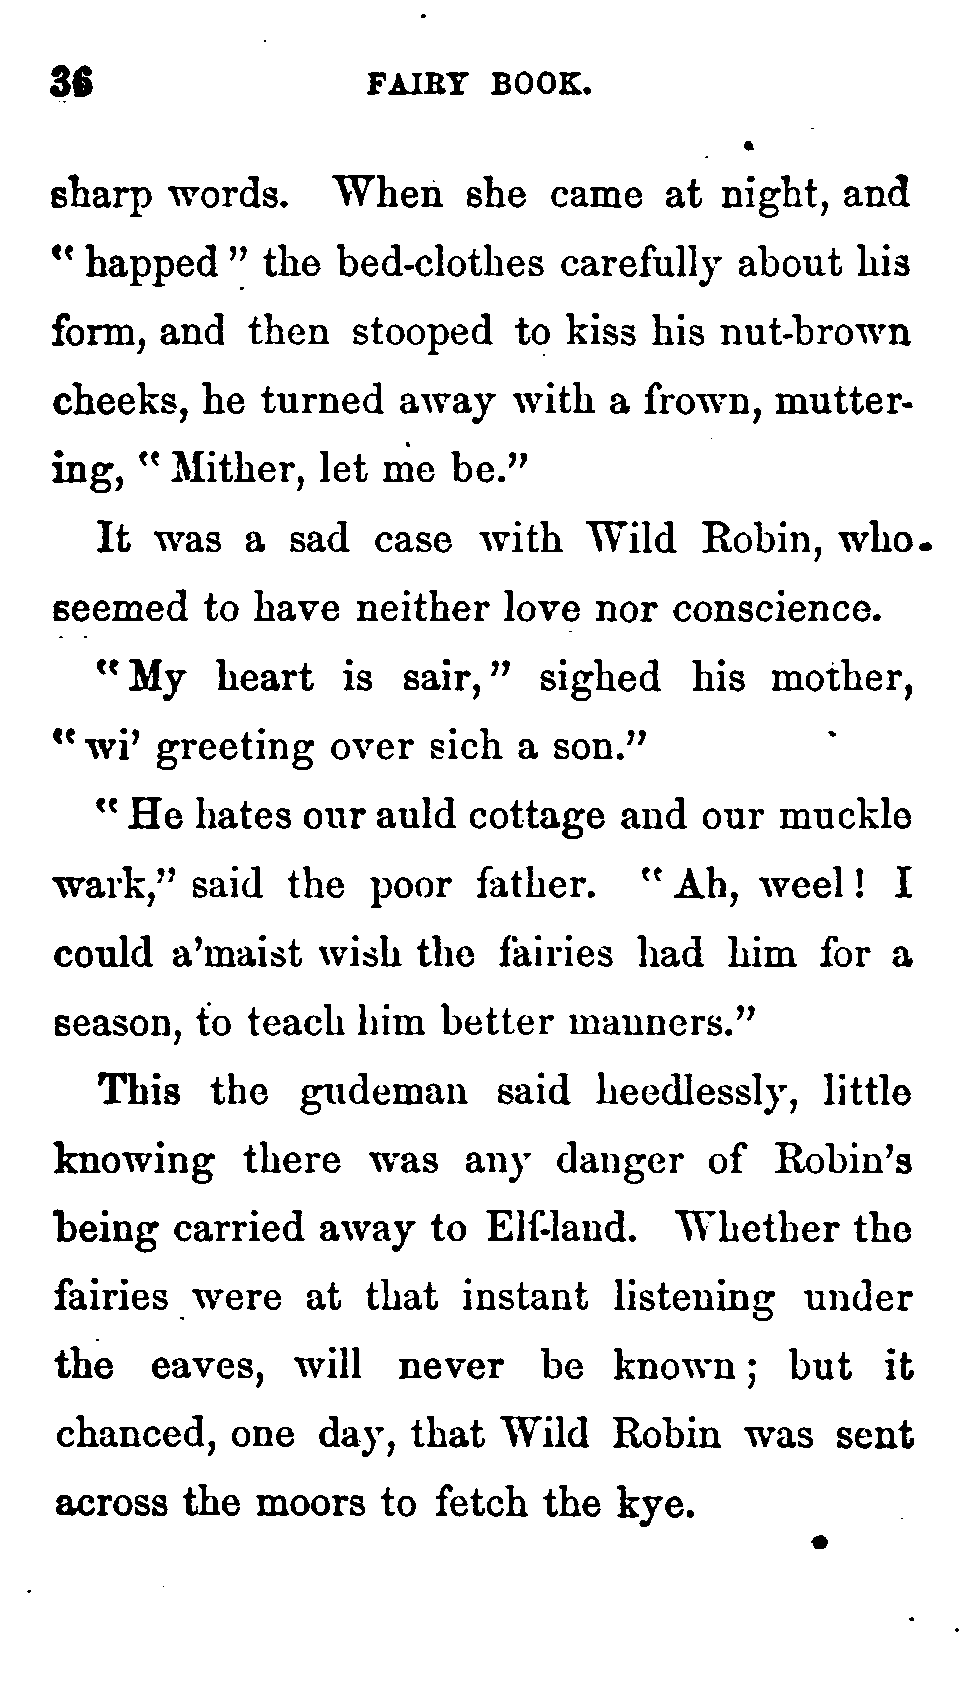 36 FAIRY BOOK.
sharp words. When she came at night, and
“happed” the bed-clothes carefully about his
form, and then stooped to kiss his nut-brown
cheeks, he turned away with a frown, mutter-
ing, “Mither, let me be.”
It was a sad case with Wild Robin, who
seemed to have neither love nor conscience.
“My heart is sair,” sighed his mother,
“wi’ greeting over sich a son.”
“He hates our auld cottage and our muckle
wark,” said the poor father. “Ah, weel! I
could a’maist wish the fairies had him for a
season, to teach him better manners.”
This the gudeman said heedlessly, little
knowing there was any danger of Robin’s
being carried away to Elf-land. Whether the
fairies were at that instant listening under
the eaves, will never be known; but it
chanced, one day, that Wild Robin was sent
across the moors to fetch the kye.